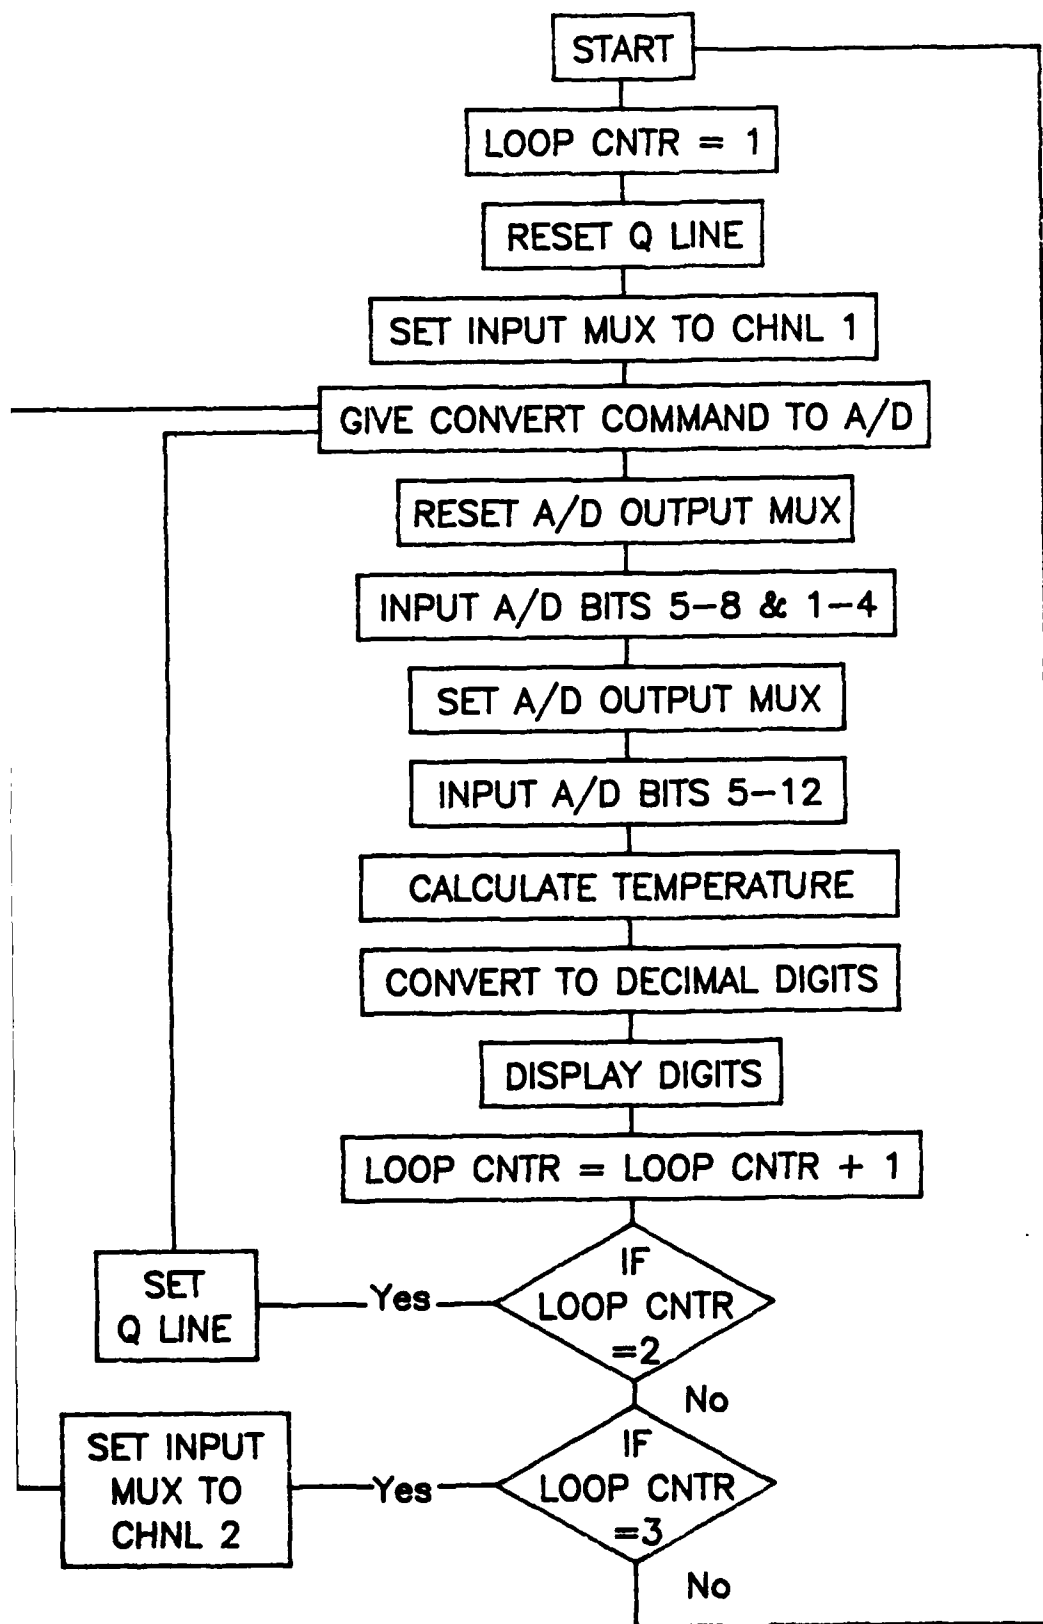 START
LOOP CNTR = 1
RESET Q LINE
SET INPUT MUX TO CHNL 1
GIVE CONVERT COMMAND TO A/D
RESET A/D OUTPUT MUX
INPUT A/D BITS 5-8 & 1-4
SET A/D OUTPUT MUX
INPUT A/D BITS 5-12
CALCULATE TEMPERATURE
CONVERT TO DECIMAL DIGITS
DISPLAY DIGITS
LOOP CNTR = LOOP CNTR + 1
IF
LOOP CNTR
=2
Yes
SET
Q LINE
No
IF
LOOP CNTR
=3
Yes
SET INPUT
MUX TO
CHNL 2
No